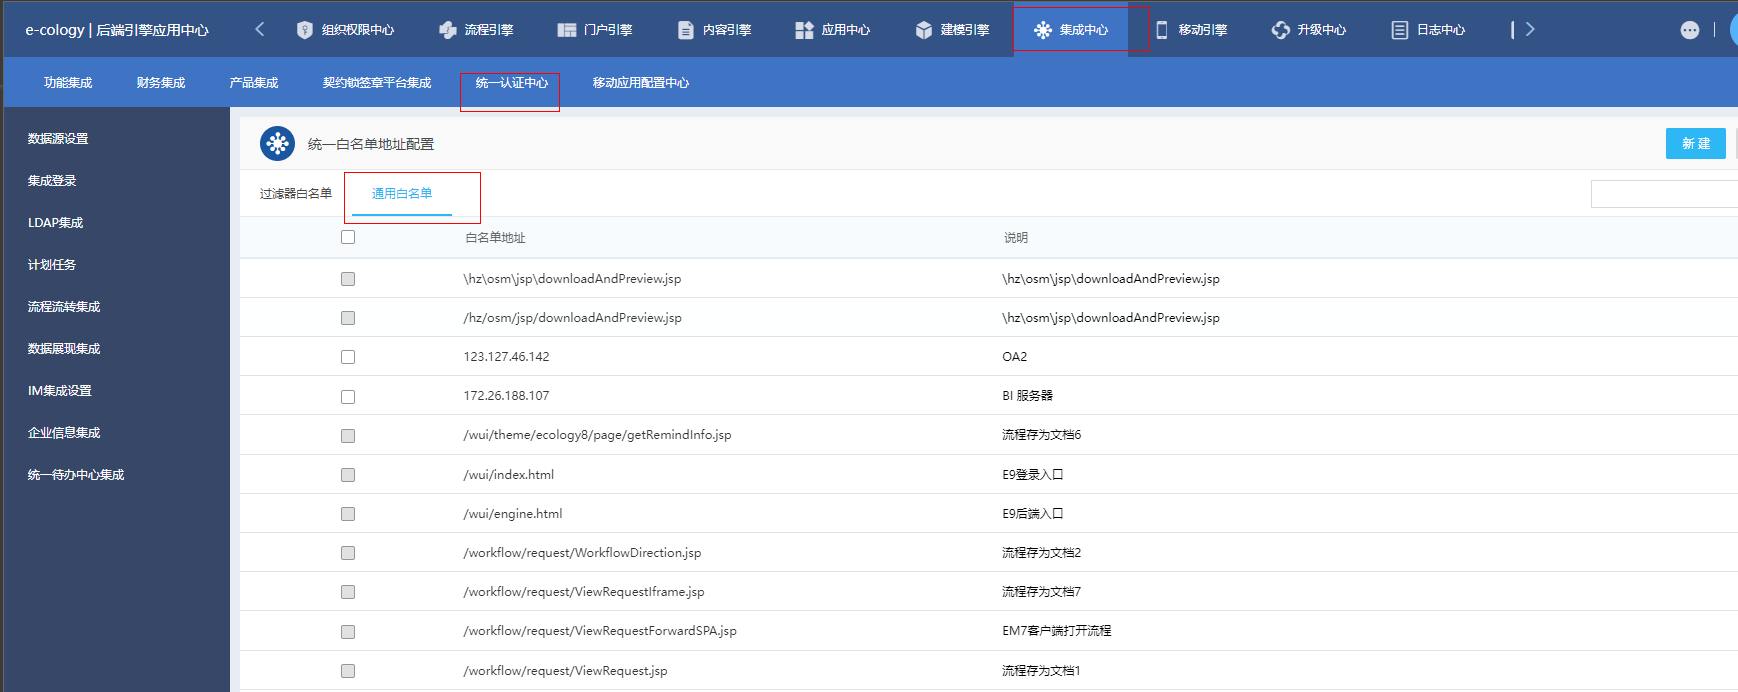 e-cology | 后端引擎应用中心 组织权限中心 流程引擎 门户引擎 内容引擎 应用中心 建模引擎 集成中心 移动引擎 升级中心 日志中心
功能集成 财务集成 产品集成 契约锁签章平台集成 统一认证中心 移动应用配置中心
数据源设置
集成登录
LDAP集成
计划任务
流程流转集成
数据展现集成
IM集成设置
企业信息集成
统一待办中心集成
统一白名单地址配置 新 建
过滤器白名单 通用白名单
白名单地址 说明
\hz\osm\jsp\downloadAndPreview.jsp \hz\osm\jsp\downloadAndPreview.jsp
/hz/osm/jsp/downloadAndPreview.jsp \hz\osm\jsp\downloadAndPreview.jsp
123.127.46.142 OA2
172.26.188.107 BI 服务器
/wui/theme/ecology8/page/getRemindInfo.jsp 流程存为文档6
/wui/index.html E9登录入口
/wui/engine.html E9后端入口
/workflow/request/WorkflowDirection.jsp 流程存为文档2
/workflow/request/ViewRequestIframe.jsp 流程存为文档7
/workflow/request/ViewRequestForwardSPA.jsp EM7客户端打开流程
/workflow/request/ViewRequest.jsp 流程存为文档1